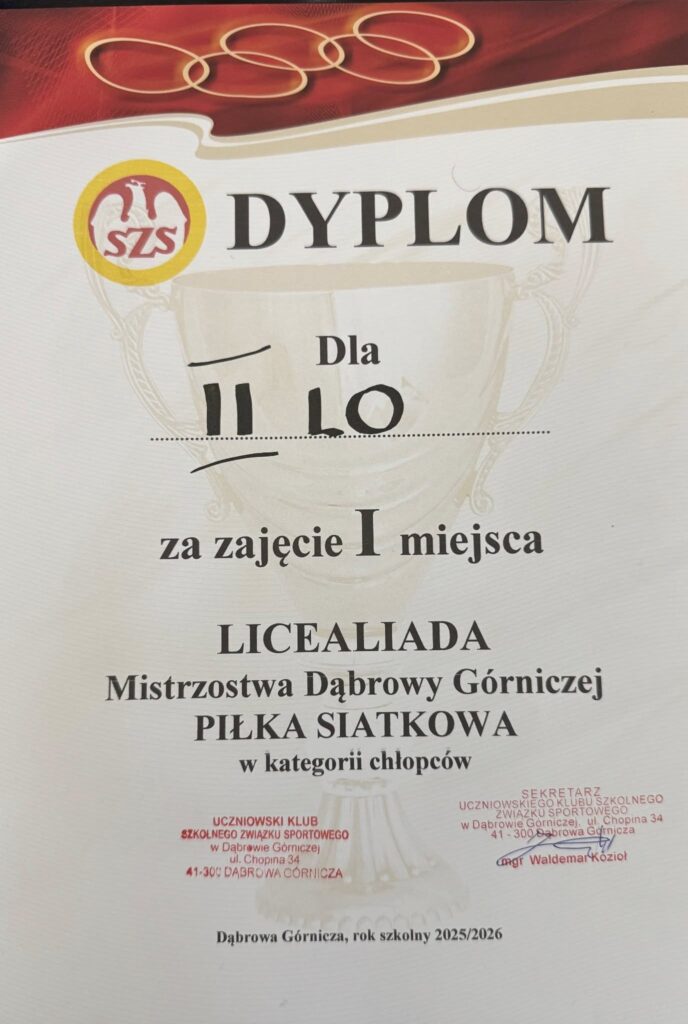 SZS
DYPLOM
Dla
II LO
za zajęcie I miejsca
LICEALIADA
Mistrzostwa Dąbrowy Górniczej
PIŁKA SIATKOWA
w kategorii chłopców
UCZNIOWSKI KLUB
SZKOLNEGO ZWIĄZKU SPORTOWEGO
w Dąbrowie Górniczej
ul. Chopina 34
41-300 DĄBROWA GÓRNICZA
SEKRETARZ
UCZNIOWSKIEGO KLUBU SZKOLNEGO
ZWIĄZKU SPORTOWEGO
w Dąbrowie Górniczej, ul. Chopina 34
41 - 300 Dąbrowa Górnicza
mgr Waldemar Kozioł
Dąbrowa Górnicza, rok szkolny 2025/2026